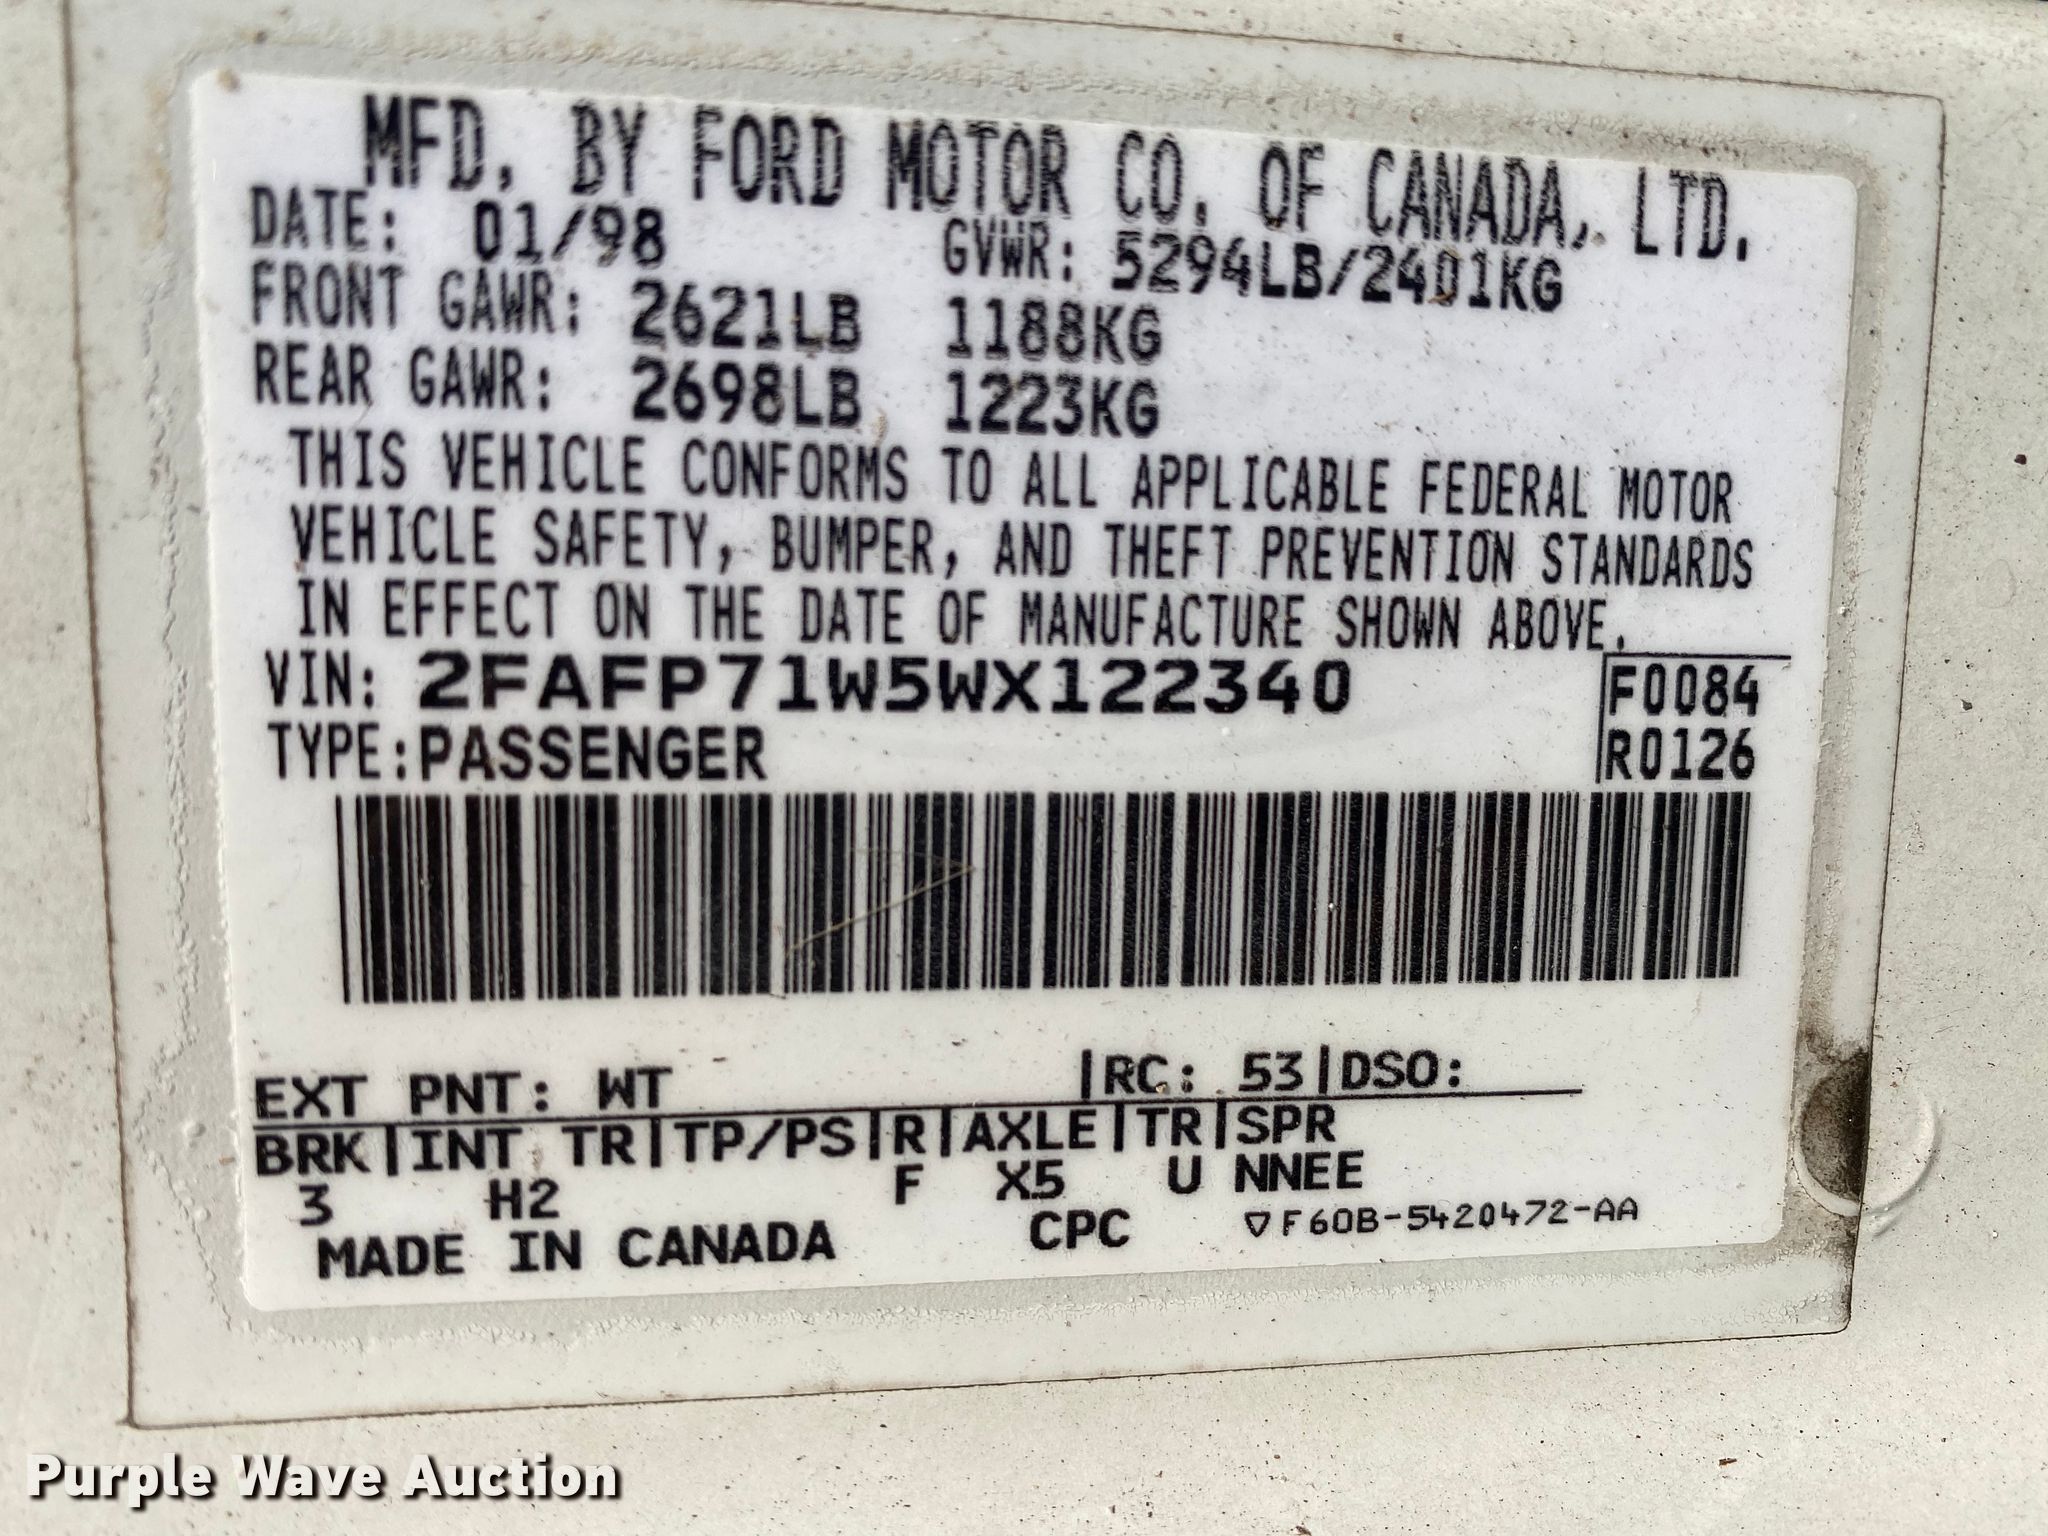 MFD. BY FORD MOTOR CO. OF CANADA, LTD.
DATE: 01/98 GVWR: 5294LB/2401KG
FRONT GAWR: 2621LB 1188KG
REAR GAWR: 2698LB 1223KG
THIS VEHICLE CONFORMS TO ALL APPLICABLE FEDERAL MOTOR
VEHICLE SAFETY, BUMPER, AND THEFT PREVENTION STANDARDS
IN EFFECT ON THE DATE OF MANUFACTURE SHOWN ABOVE.
VIN: 2FAFP71W5WX122340 F0084
TYPE: PASSENGER R0126
EXT PNT: WT |RC: 53|DSO:
BRK|INT TR|TP/PS|R|AXLE|TR|SPR
3 H2 F X5 U NNEE
MADE IN CANADA CPC ▽F60B-5420472-AA
Purple Wave Auction